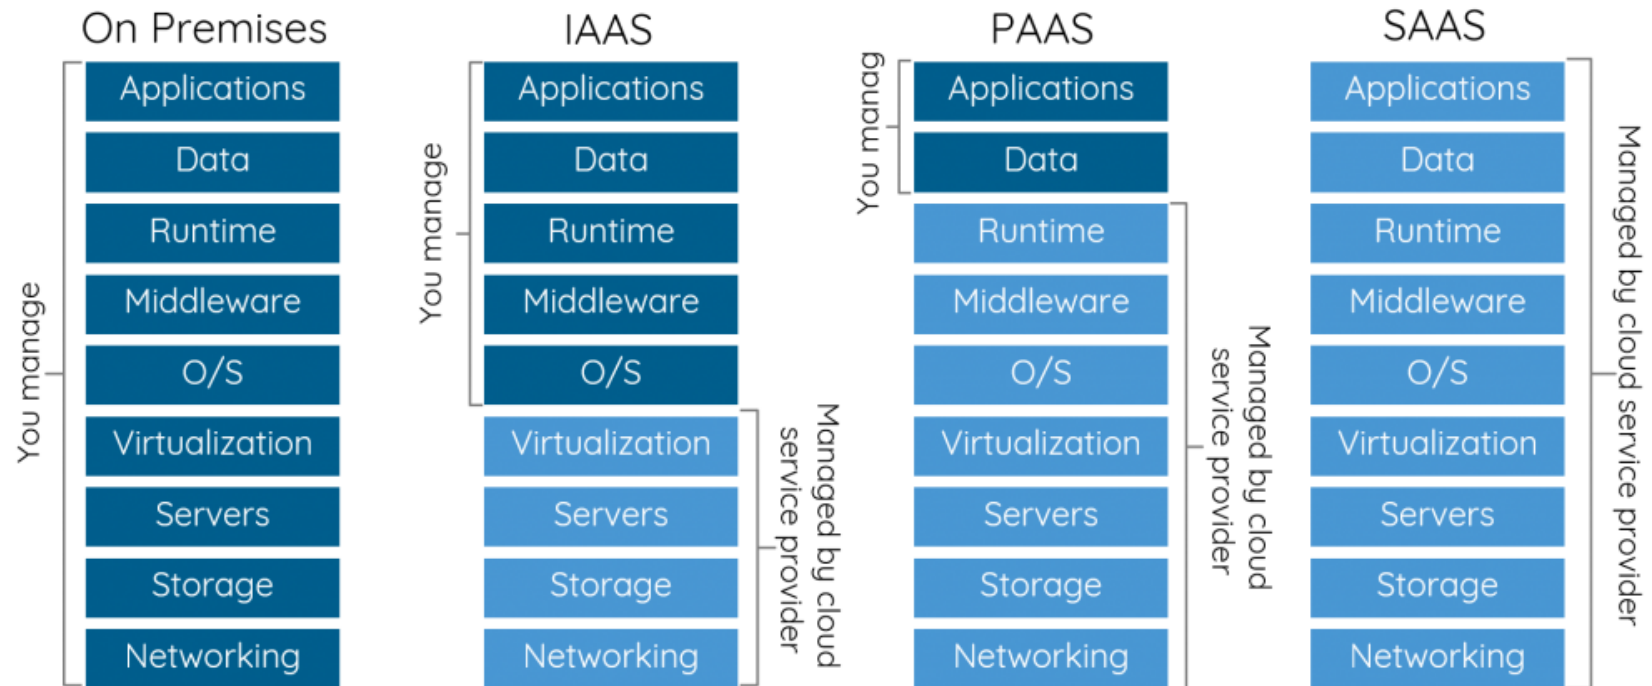 On Premises
You manage
Applications
Data
Runtime
Middleware
O/S
Virtualization
Servers
Storage
Networking
IAAS
You manage
Applications
Data
Runtime
Middleware
O/S
Virtualization
Servers
Storage
Networking
Managed by cloud
service provider
PAAS
You manag
Applications
Data
Runtime
Middleware
O/S
Virtualization
Servers
Storage
Networking
Managed by cloud
service provider
SAAS
Applications
Data
Runtime
Middleware
O/S
Virtualization
Servers
Storage
Networking
Managed by cloud service provider